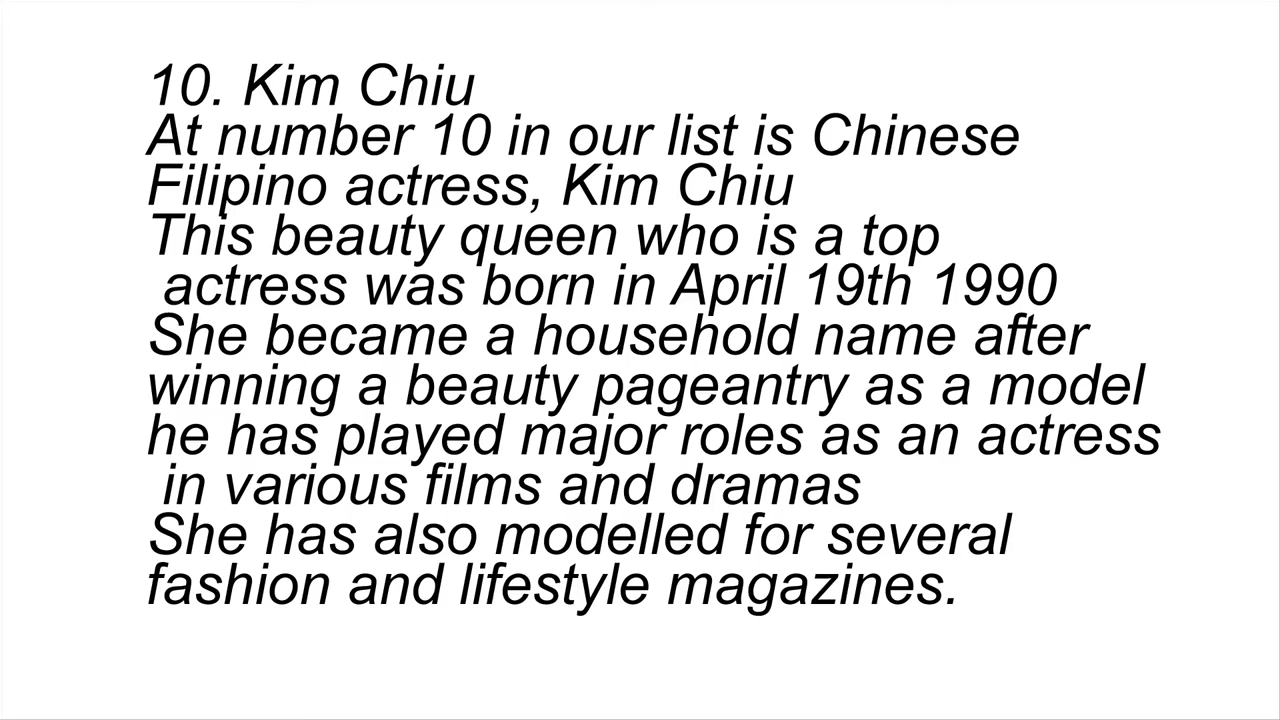 10. Kim Chiu
At number 10 in our list is Chinese
Filipino actress, Kim Chiu
This beauty queen who is a top
actress was born in April 19th 1990
She became a household name after
winning a beauty pageantry as a model
he has played major roles as an actress
in various films and dramas
She has also modelled for several
fashion and lifestyle magazines.